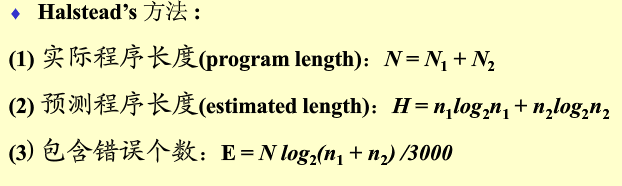 ♦ Halstead's 方法：
(1) 实际程序长度(program length)：N = N₁ + N₂
(2) 预测程序长度(estimated length)：H = n₁log₂n₁ + n₂log₂n₂
(3) 包含错误个数：E = N log₂(n₁ + n₂) /3000